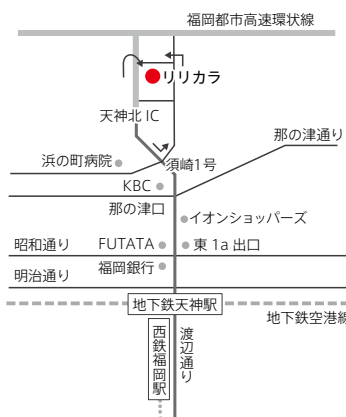 福岡都市高速環状線
リリカラ
天神北 IC
那の津通り
浜の町病院
須崎1号
KBC
那の津口
イオンショッパーズ
昭和通り
FUTATA
東 1a 出口
福岡銀行
明治通り
地下鉄天神駅
地下鉄空港線
西鉄福岡駅
渡辺通り